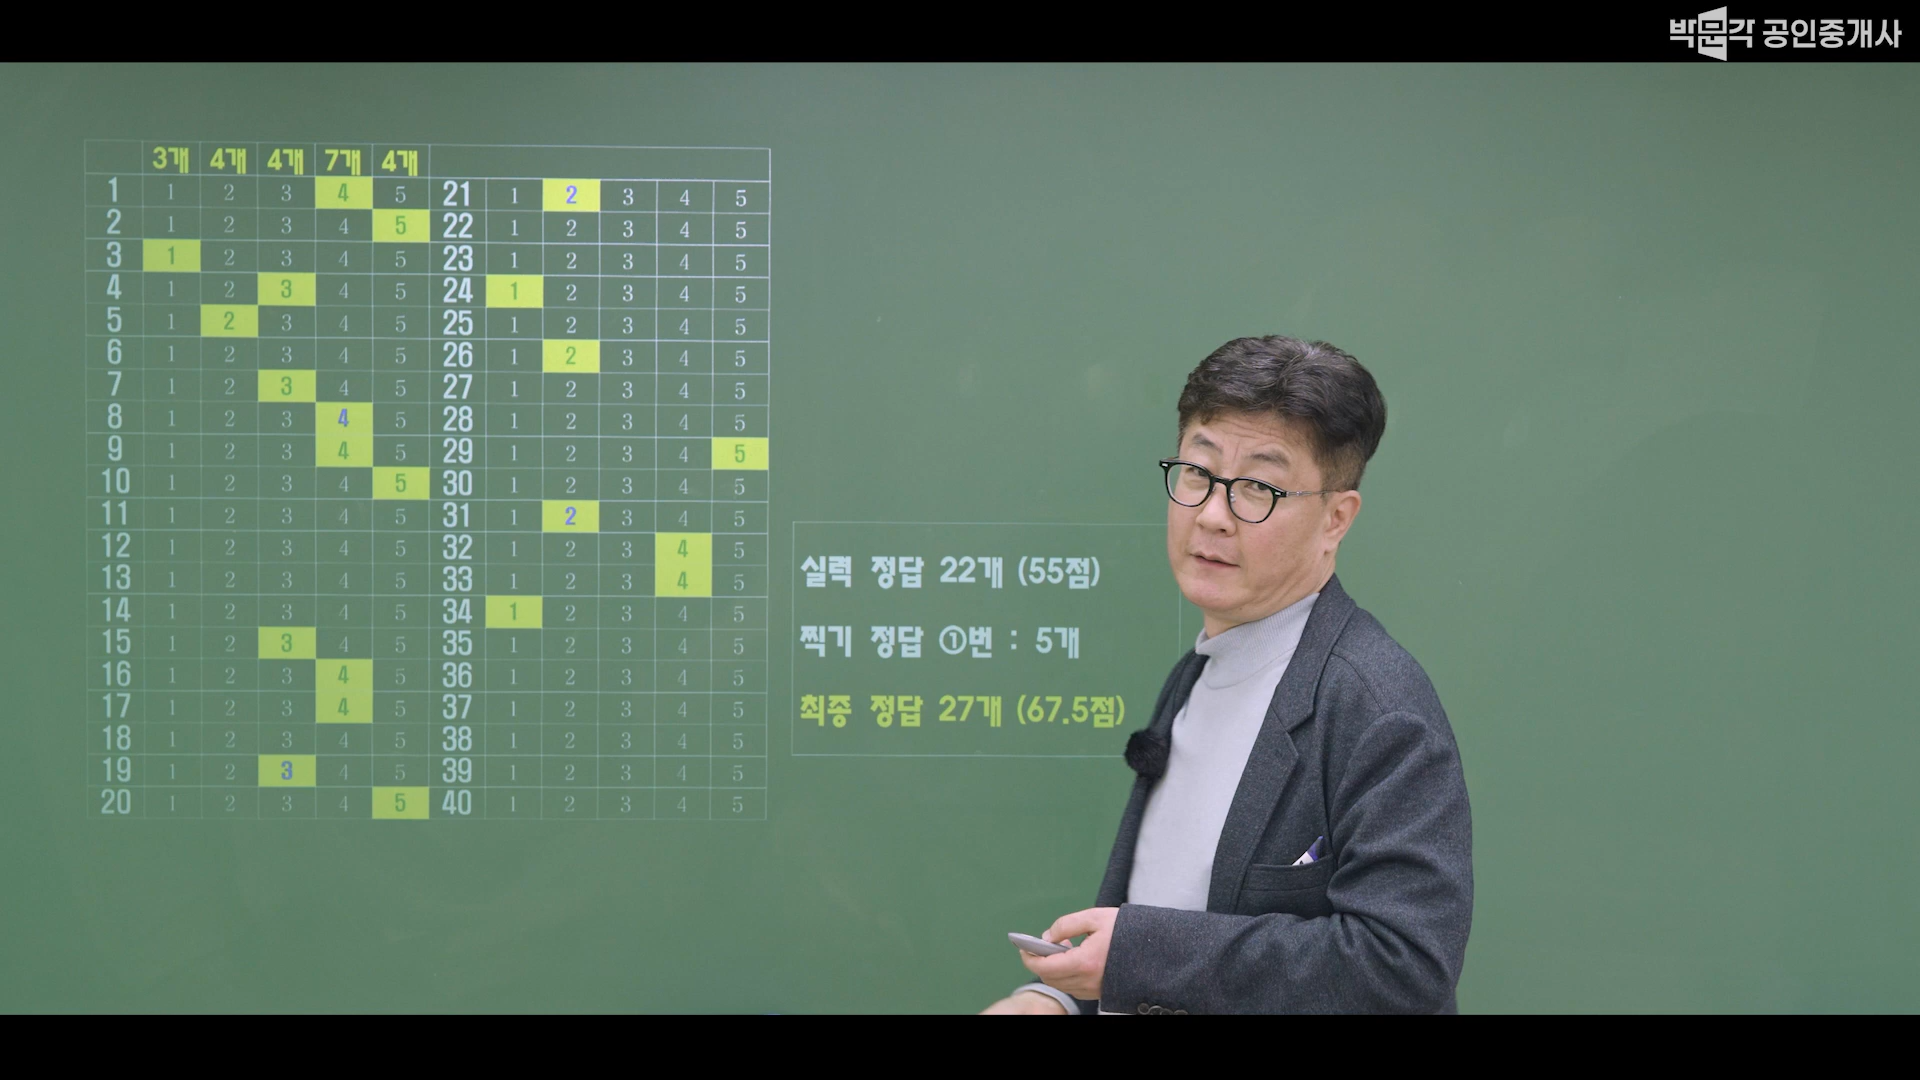 박문각 공인중개사
3개 4개 4개 7개 4개
1 1 2 3 4 5 21 1 2 3 4 5
2 1 2 3 4 5 22 1 2 3 4 5
3 1 2 3 4 5 23 1 2 3 4 5
4 1 2 3 4 5 24 1 2 3 4 5
5 1 2 3 4 5 25 1 2 3 4 5
6 1 2 3 4 5 26 1 2 3 4 5
7 1 2 3 4 5 27 1 2 3 4 5
8 1 2 3 4 5 28 1 2 3 4 5
9 1 2 3 4 5 29 1 2 3 4 5
10 1 2 3 4 5 30 1 2 3 4 5
11 1 2 3 4 5 31 1 2 3 4 5
12 1 2 3 4 5 32 1 2 3 4 5
13 1 2 3 4 5 33 1 2 3 4 5
14 1 2 3 4 5 34 1 2 3 4 5
15 1 2 3 4 5 35 1 2 3 4 5
16 1 2 3 4 5 36 1 2 3 4 5
17 1 2 3 4 5 37 1 2 3 4 5
18 1 2 3 4 5 38 1 2 3 4 5
19 1 2 3 4 5 39 1 2 3 4 5
20 1 2 3 4 5 40 1 2 3 4 5
실력 정답 22개 (55점)
찍기 정답 ①번 : 5개
최종 정답 27개 (67.5점)